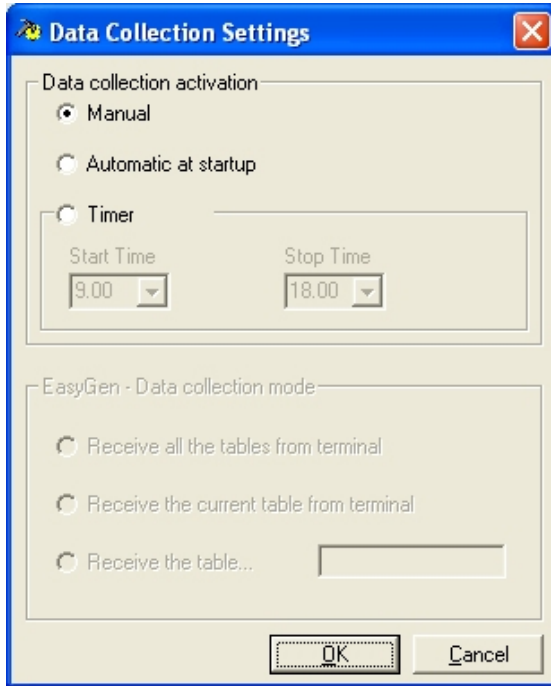 Data Collection Settings
Data collection activation
Manual
Automatic at startup
Timer
Start Time Stop Time
9.00 18.00
EasyGen - Data collection mode
Receive all the tables from terminal
Receive the current table from terminal
Receive the table...
OK Cancel